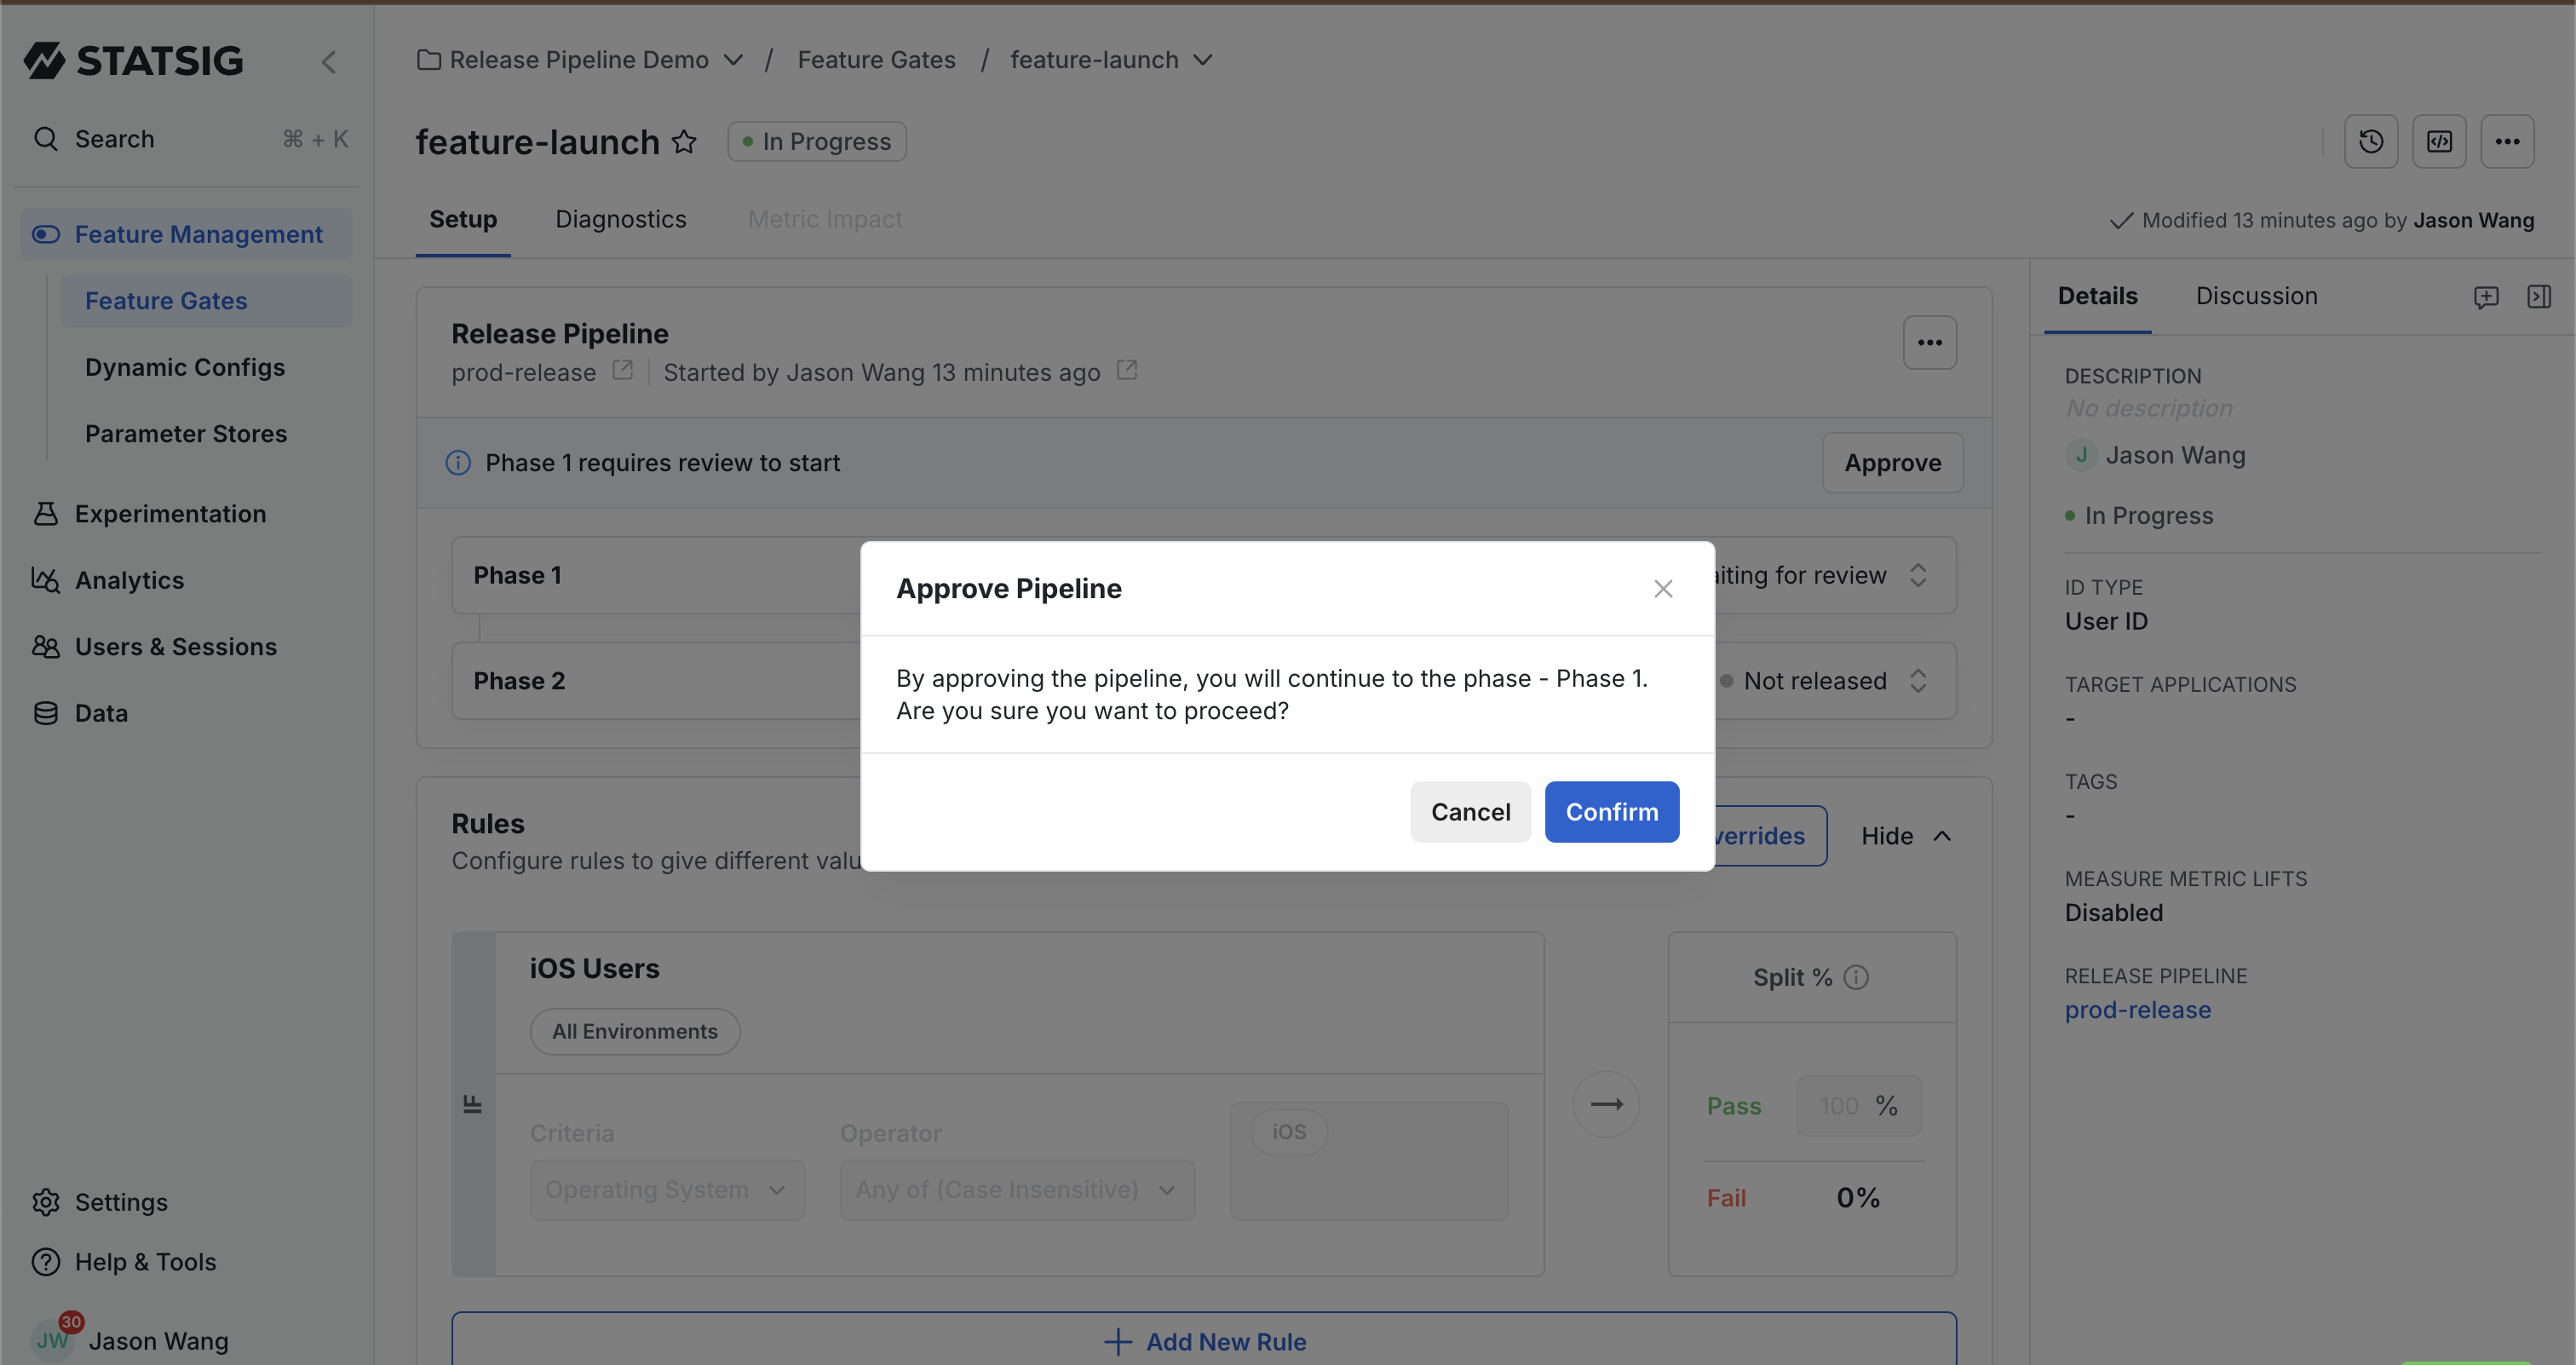 STATSIG
Search ⌘ + K
Feature Management
Feature Gates
Dynamic Configs
Parameter Stores
Experimentation
Analytics
Users & Sessions
Data
Settings
Help & Tools
JW 30 Jason Wang
Release Pipeline Demo / Feature Gates / feature-launch
feature-launch In Progress
Setup Diagnostics Metric Impact
Modified 13 minutes ago by Jason Wang
Release Pipeline
prod-release Started by Jason Wang 13 minutes ago
Phase 1 requires review to start Approve
Phase 1 for review
Phase 2 Not released
Approve Pipeline
By approving the pipeline, you will continue to the phase - Phase 1.
Are you sure you want to proceed?
Cancel Confirm
Rules
Configure rules to give different
Hide
IF
iOS Users
All Environments
Criteria Operator
Operating System Any of (Case Insensitive) iOS
Split %
Pass 100 %
Fail 0%
+ Add New Rule
Details Discussion
DESCRIPTION
No description
J Jason Wang
In Progress
ID TYPE
User ID
TARGET APPLICATIONS
-
TAGS
-
MEASURE METRIC LIFTS
Disabled
RELEASE PIPELINE
prod-release